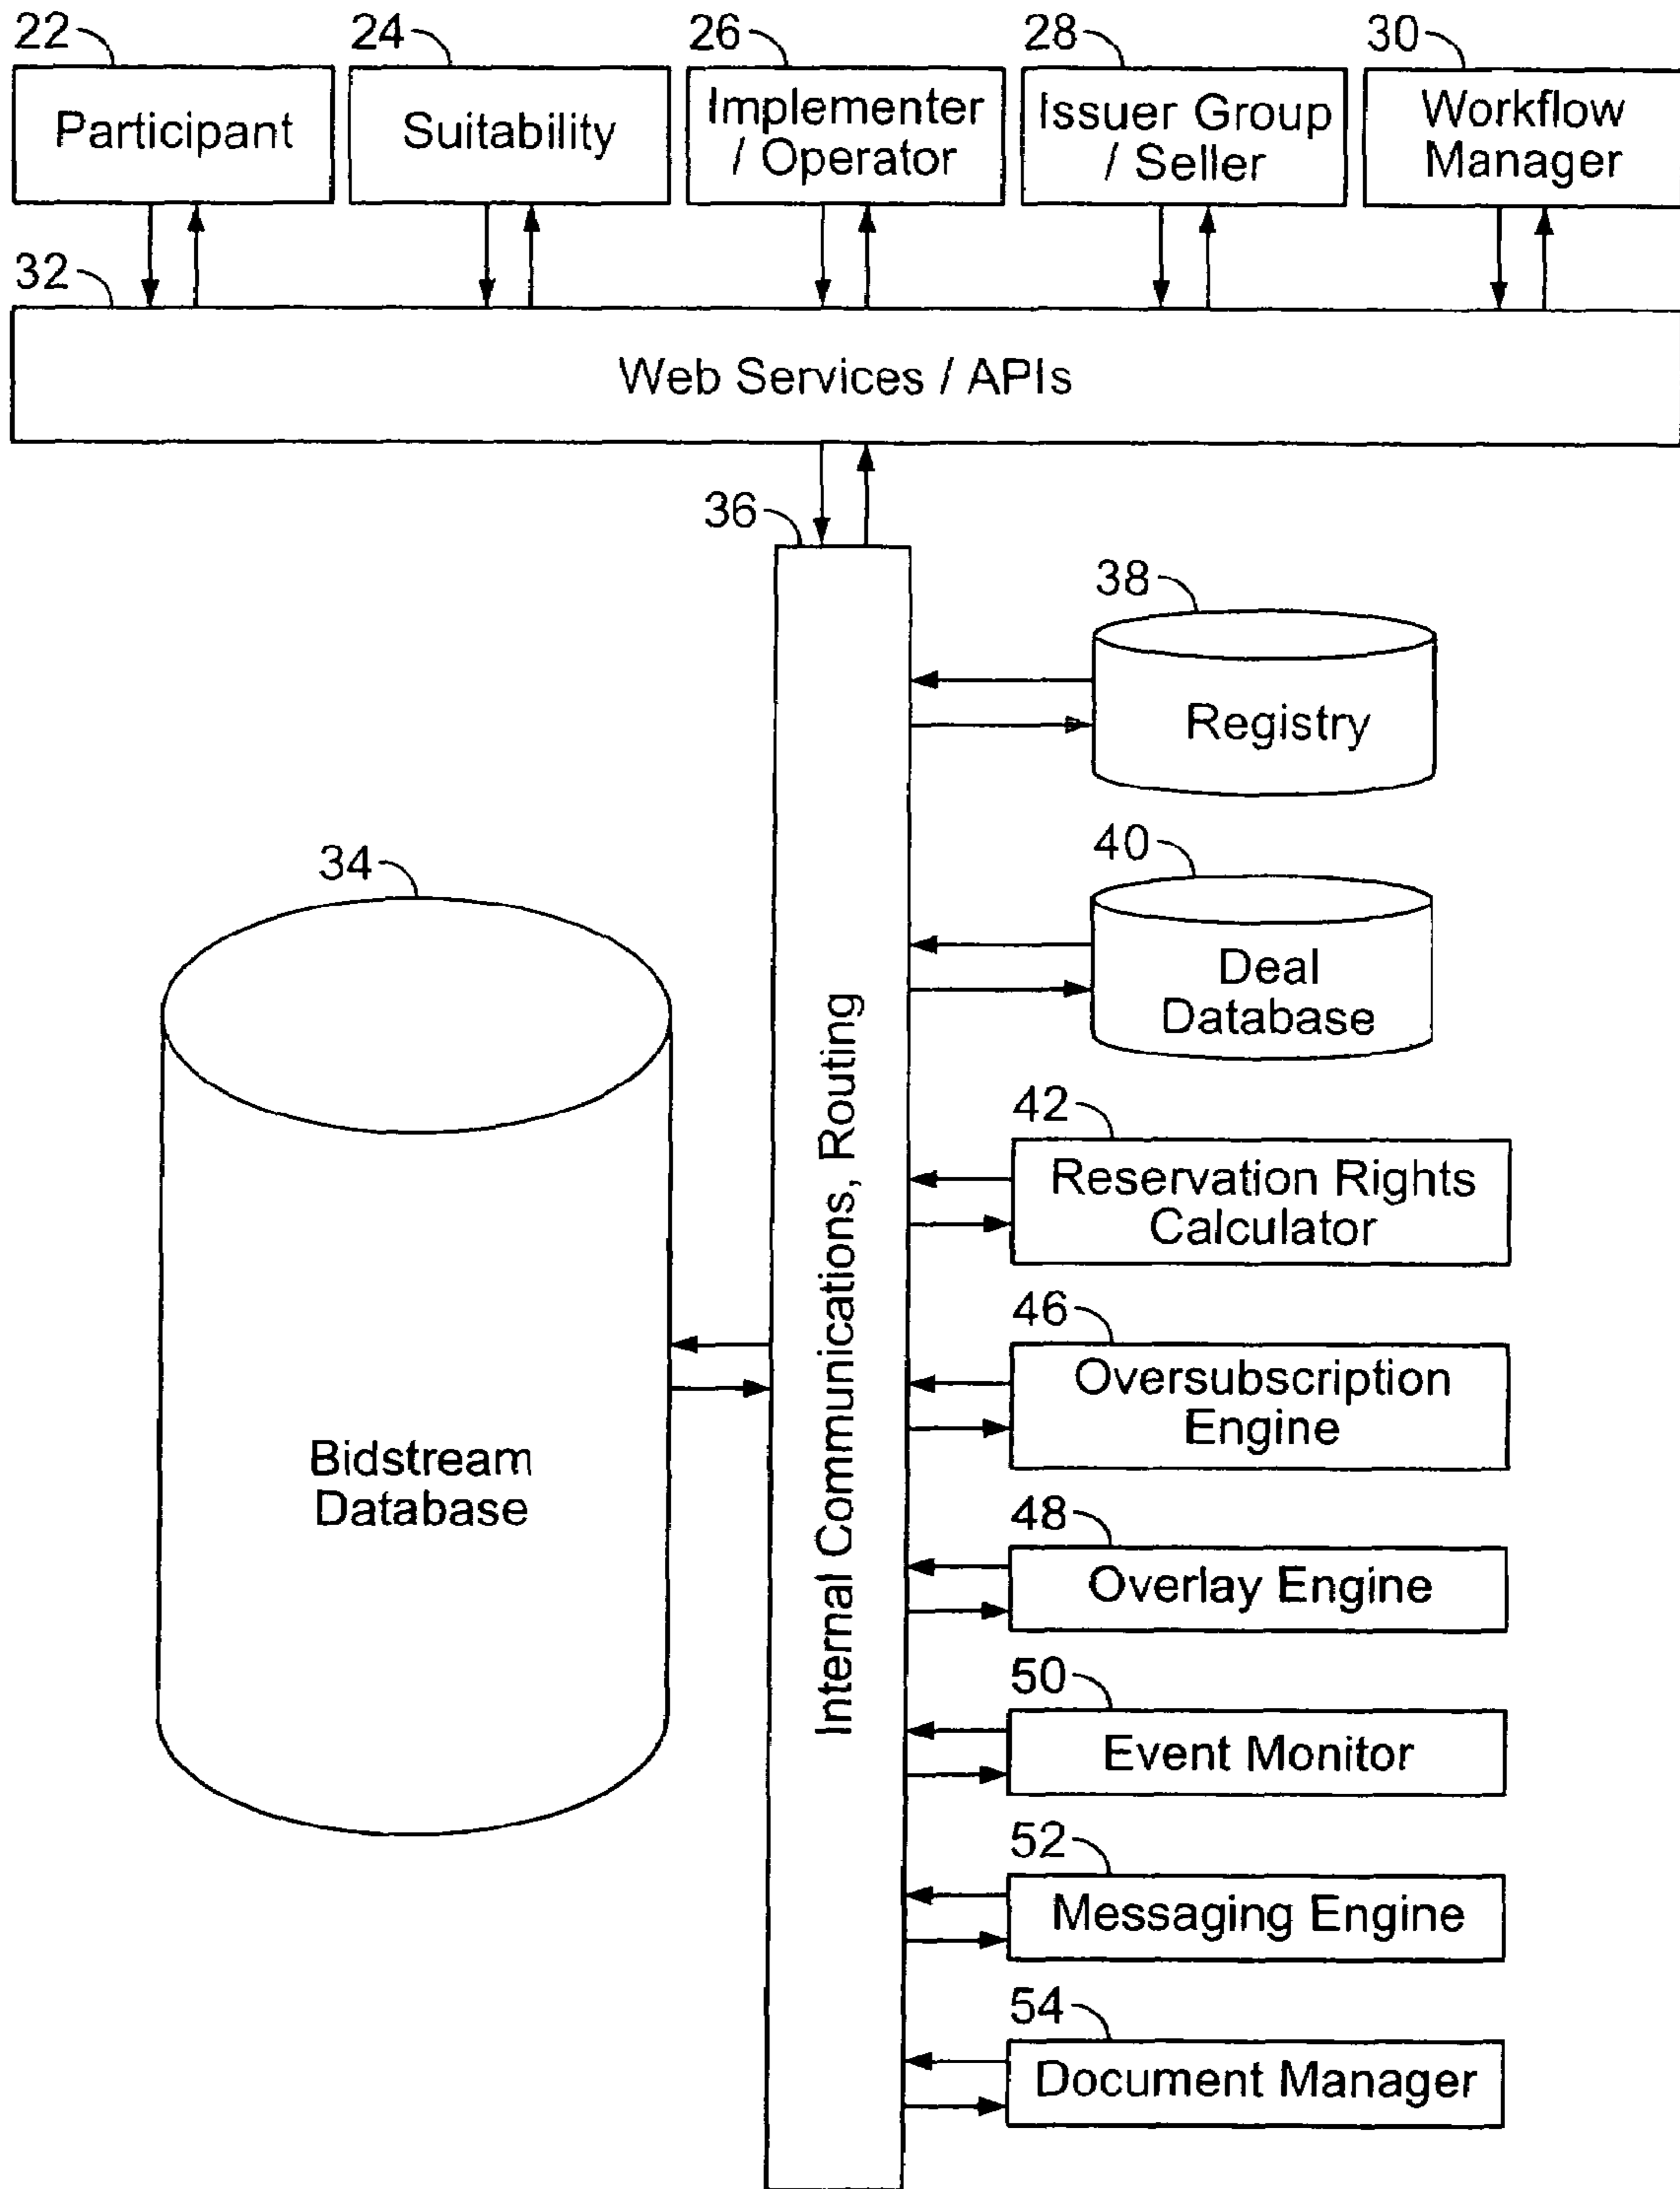 22
24
26
28
30
Participant
Suitability
Implementer
/ Operator
Issuer Group
/ Seller
Workflow
Manager
32
Web Services / APIs
36
38
Registry
34
40
Deal
Database
Internal Communications, Routing
Bidstream
Database
42
Reservation Rights
Calculator
46
Oversubscription
Engine
48
Overlay Engine
50
Event Monitor
52
Messaging Engine
54
Document Manager